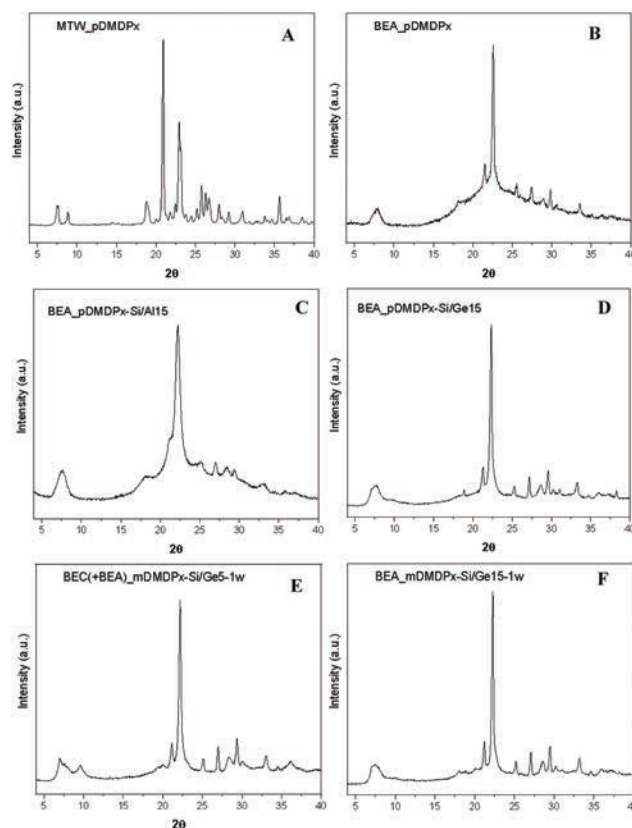 MTW_pDMDPx
A
Intensity (a.u.)
5 10 15 20 25 30 35 40
2θ
BEA_pDMDPx
B
Intensity (a.u.)
5 10 15 20 25 30 35 40
2θ
BEA_pDMDPx-Si/Al15
C
Intensity (a.u.)
5 10 15 20 25 30 35 40
2θ
BEA_pDMDPx-Si/Ge15
D
Intensity (a.u.)
5 10 15 20 25 30 35 40
2θ
BEC(+BEA)_mDMDPx-Si/Ge5-1w
E
Intensity (a.u.)
5 10 15 20 25 30 35 40
2θ
BEA_mDMDPx-Si/Ge15-1w
F
Intensity (a.u.)
5 10 15 20 25 30 35 40
2θ